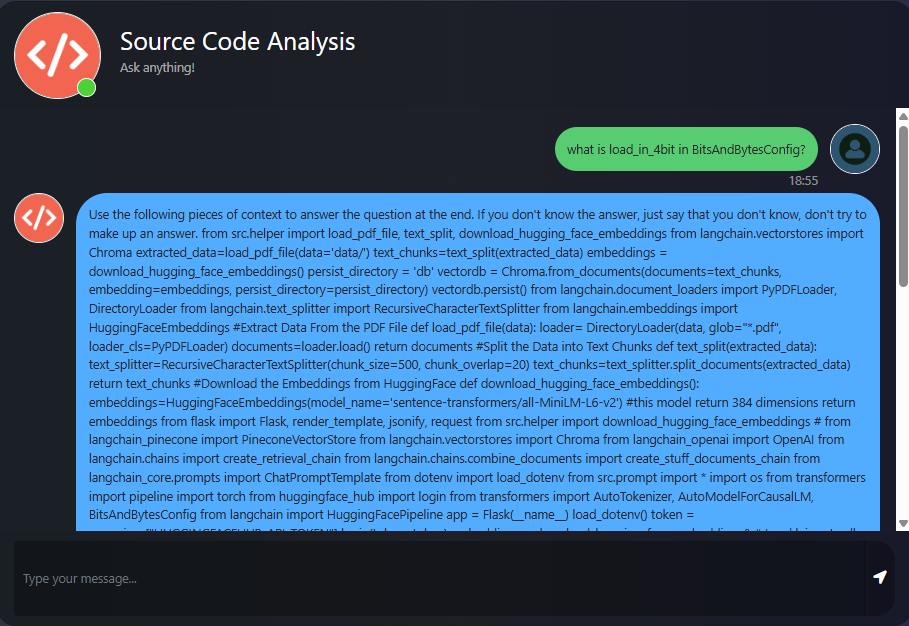 </>
Source Code Analysis
Ask anything!
what is load_in_4bit in BitsAndBytesConfig?
18:55
</>
Use the following pieces of context to answer the question at the end. If you don't know the answer, just say that you don't know, don't try to
make up an answer. from src.helper import load_pdf_file, text_split, download_hugging_face_embeddings from langchain.vectorstores import
Chroma extracted_data=load_pdf_file(data='data/') text_chunks=text_split(extracted_data) embeddings =
download_hugging_face_embeddings() persist_directory = 'db' vectordb = Chroma.from_documents(documents=text_chunks,
embedding=embeddings, persist_directory=persist_directory) vectordb.persist() from langchain.document_loaders import PyPDFLoader,
DirectoryLoader from langchain.text_splitter import RecursiveCharacterTextSplitter from langchain.embeddings import
HuggingFaceEmbeddings #Extract Data From the PDF File def load_pdf_file(data): loader= DirectoryLoader(data, glob="*.pdf",
loader_cls=PyPDFLoader) documents=loader.load() return documents #Split the Data into Text Chunks def text_split(extracted_data):
text_splitter=RecursiveCharacterTextSplitter(chunk_size=500, chunk_overlap=20) text_chunks=text_splitter.split_documents(extracted_data)
return text_chunks #Download the Embeddings from HuggingFace def download_hugging_face_embeddings():
embeddings=HuggingFaceEmbeddings(model_name='sentence-transformers/all-MiniLM-L6-v2') #this model return 384 dimensions return
embeddings from flask import Flask, render_template, jsonify, request from src.helper import download_hugging_face_embeddings # from
langchain_pinecone import PineconeVectorStore from langchain.vectorstores import Chroma from langchain_openai import OpenAI from
langchain.chains import create_retrieval_chain from langchain.chains.combine_documents import create_stuff_documents_chain from
langchain_core.prompts import ChatPromptTemplate from dotenv import load_dotenv from src.prompt import * import os from transformers
import pipeline import torch from huggingface_hub import login from transformers import AutoTokenizer, AutoModelForCausalLM,
BitsAndBytesConfig from langchain import HuggingFacePipeline app = Flask(__name__) load_dotenv() token =
Type your message...